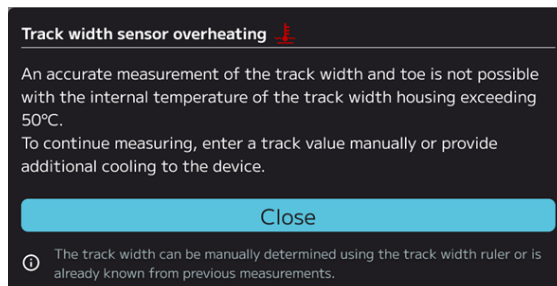 Track width sensor overheating
An accurate measurement of the track width and toe is not possible
with the internal temperature of the track width housing exceeding
50°C.
To continue measuring, enter a track value manually or provide
additional cooling to the device.
Close
The track width can be manually determined using the track width ruler or is
already known from previous measurements.